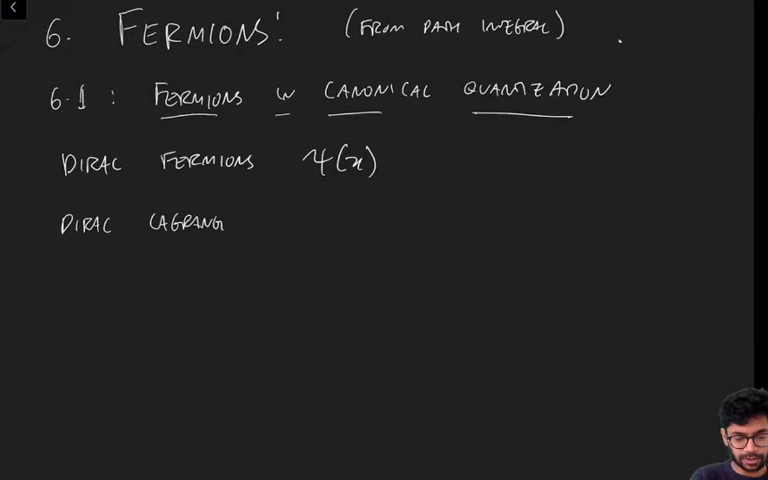 6. FERMIONS: (FROM PATH INTEGRAL).
6.1: FERMIONS IN CANONICAL QUANTIZATION
DIRAC FERMIONS ψ(x)
DIRAC LAGRANG